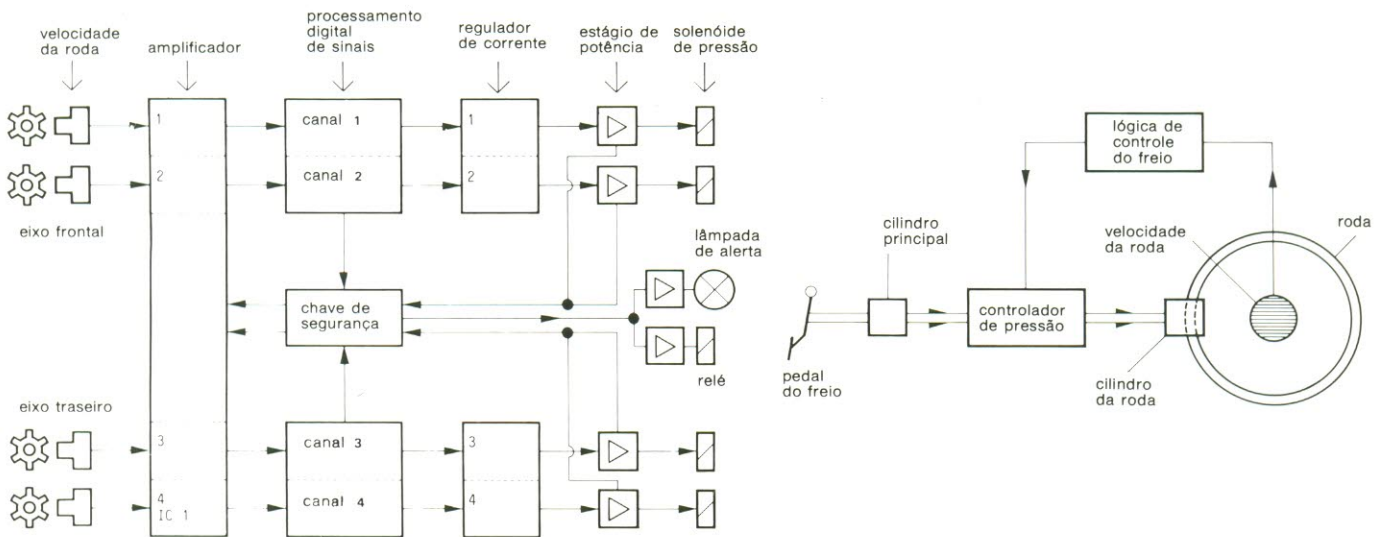 velocidade
da roda
amplificador
processamento
digital
de sinais
regulador
de corrente
estágio de
potência
solenóide
de pressão
1
canal 1
1
2
canal 2
2
eixo frontal
lâmpada
de alerta
chave de
segurança
relé
eixo traseiro
3
canal 3
3
4
IC 1
canal 4
4
lógica de
controle
do freio
cilindro
principal
velocidade
da roda
roda
controlador
de pressão
pedal
do freio
cilindro
da roda